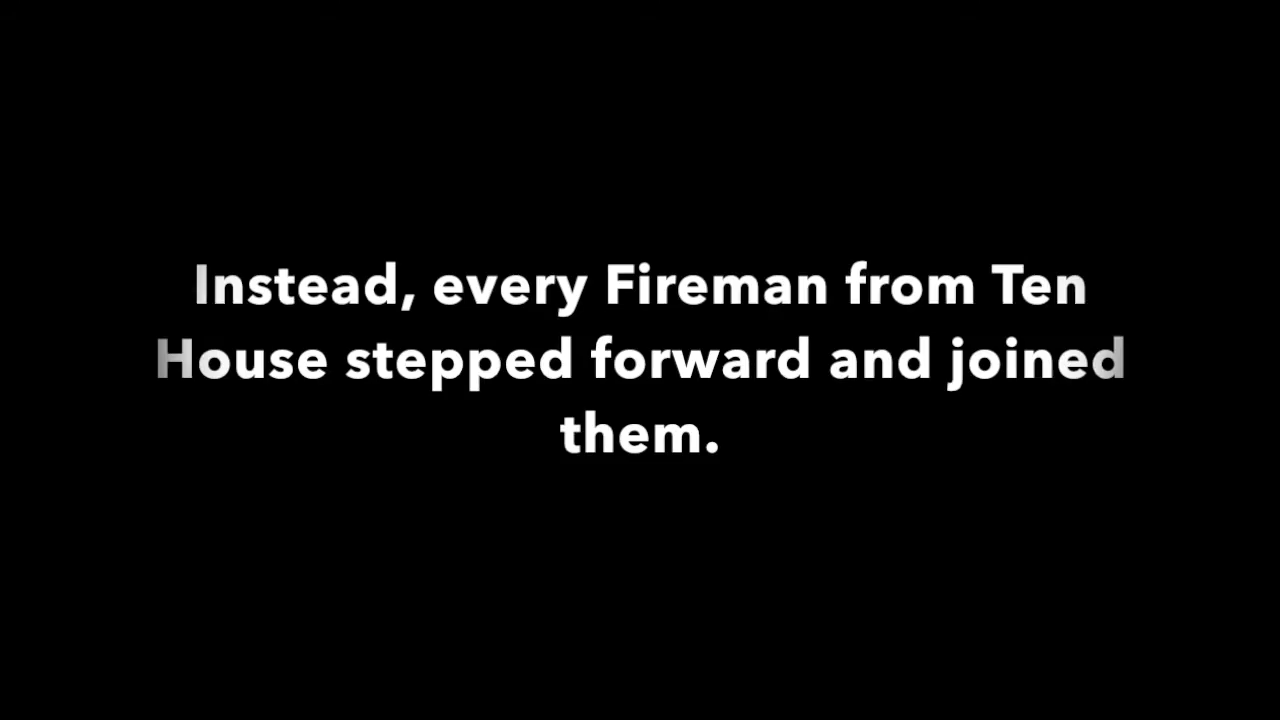 Instead, every Fireman from Ten
House stepped forward and joined
them.